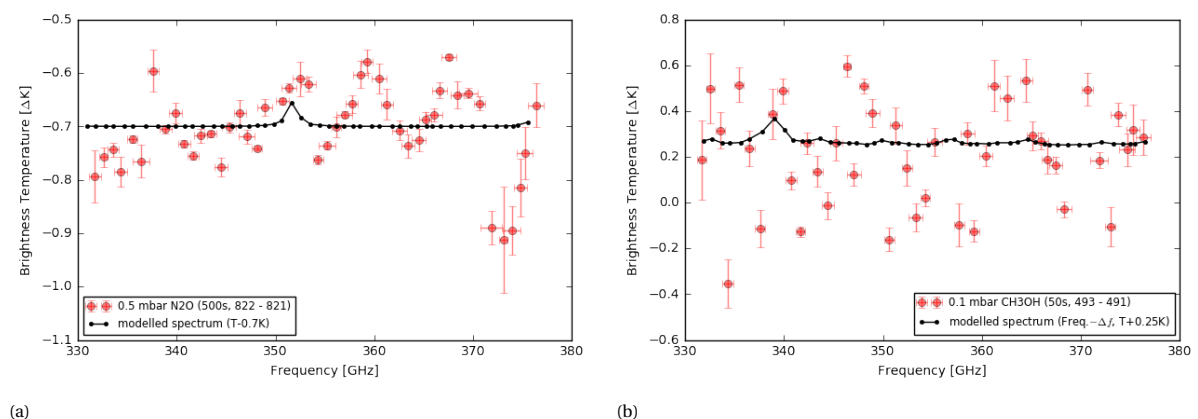 −0.5
−0.6
−0.7
−0.8
−0.9
−1.0
−1.1
Brightness Temperature [ΔK]
330 340 350 360 370 380
Frequency [GHz]
0.5 mbar N2O (500s, 822 - 821)
modelled spectrum (T-0.7K)
(a)
0.8
0.6
0.4
0.2
0.0
−0.2
−0.4
−0.6
Brightness Temperature [ΔK]
330 340 350 360 370 380
Frequency [GHz]
0.1 mbar CH3OH (50s, 493 - 491)
modelled spectrum (Freq.−Δf, T+0.25K)
(b)